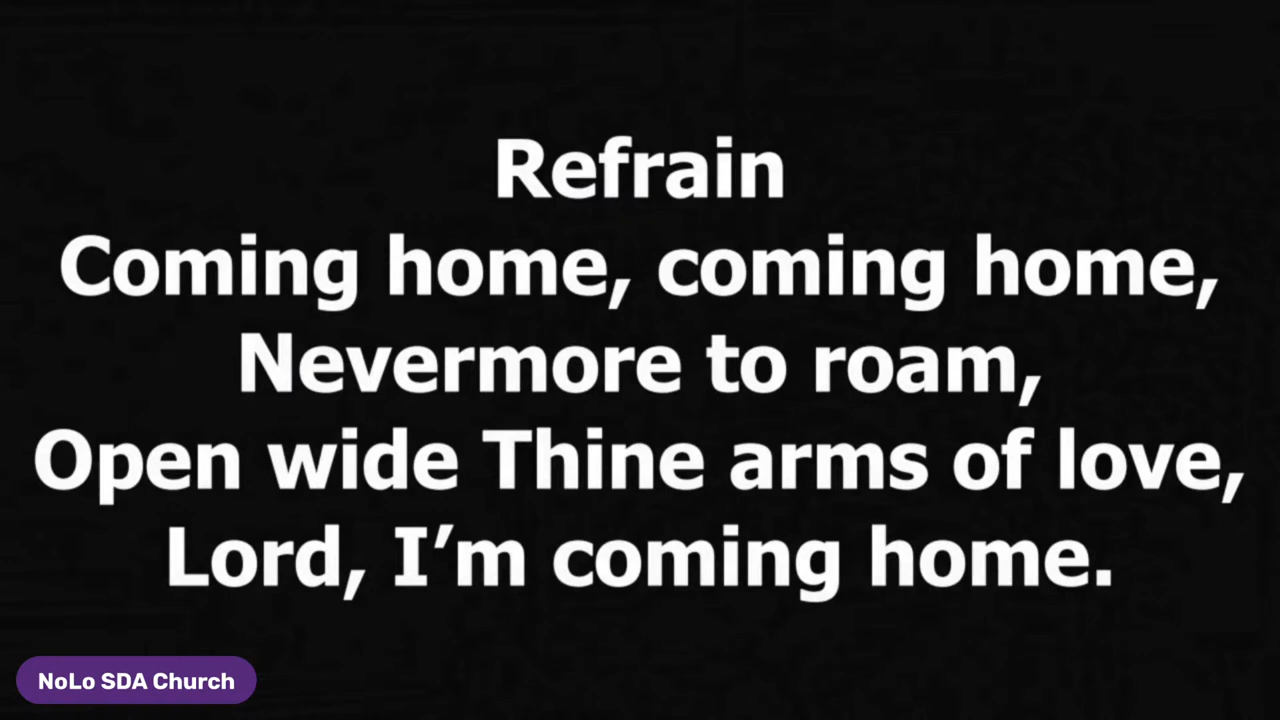 Refrain
Coming home, coming home,
Nevermore to roam,
Open wide Thine arms of love,
Lord, I’m coming home.
NoLo SDA Church